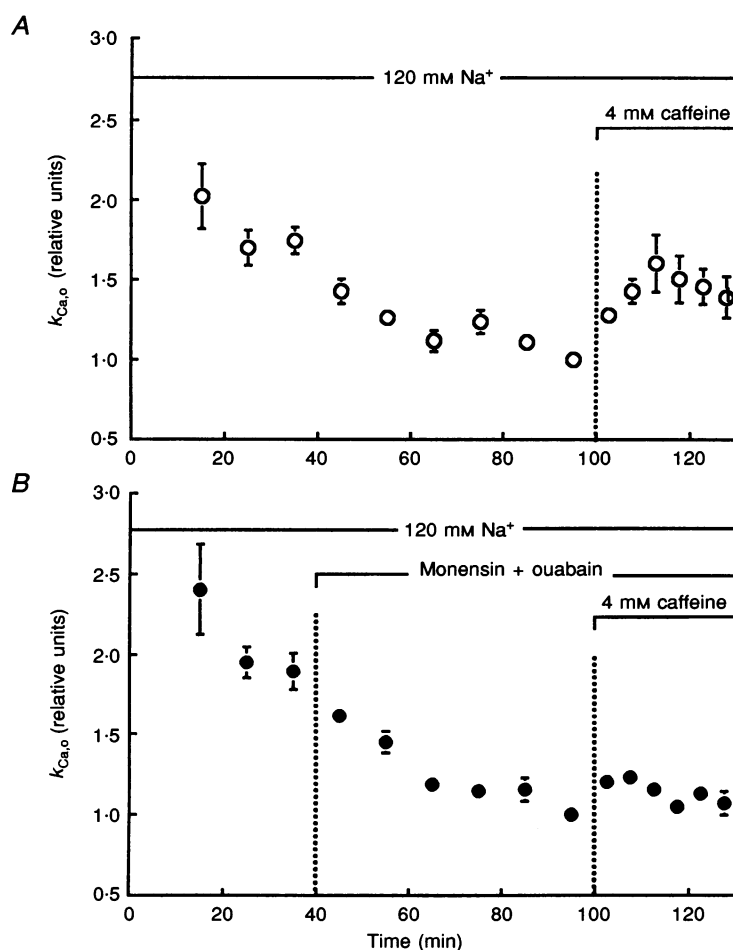 A
3·0
120 mM Na⁺
4 mM caffeine
2·5
2·0
1·5
1·0
0·5
k_Ca,o (relative units)
0 20 40 60 80 100 120
B
3·0
120 mM Na⁺
Monensin + ouabain
2·5
4 mM caffeine
2·0
1·5
1·0
0·5
k_Ca,o (relative units)
0 20 40 60 80 100 120
Time (min)